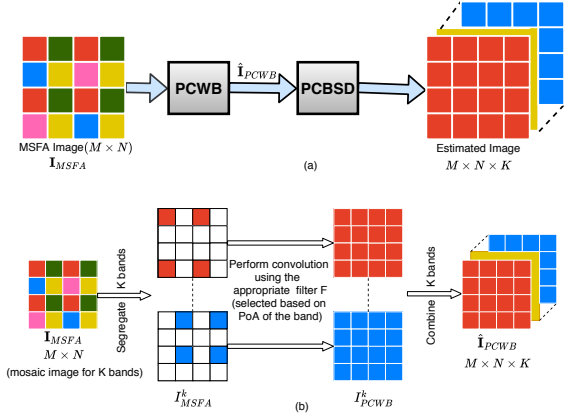 Î_PCWB
PCWB
PCBSD
MSFA Image(M × N)
I_MSFA
Estimated Image
M × N × K
(a)
I_MSFA
M × N
(mosaic image for K bands)
Segregate K bands
Perform convolution
using the
appropriate filter F
(selected based on
PoA of the band)
I^k_MSFA
I^k_PCWB
Combine K bands
Î_PCWB
M × N × K
(b)